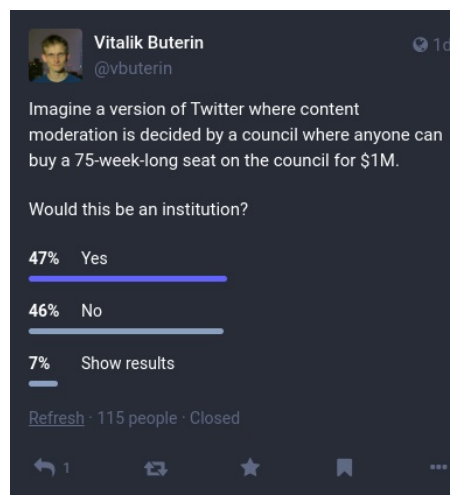 Vitalik Buterin
@vbuterin
1d
Imagine a version of Twitter where content
moderation is decided by a council where anyone can
buy a 75-week-long seat on the council for $1M.
Would this be an institution?
47% Yes
46% No
7% Show results
Refresh · 115 people · Closed
1